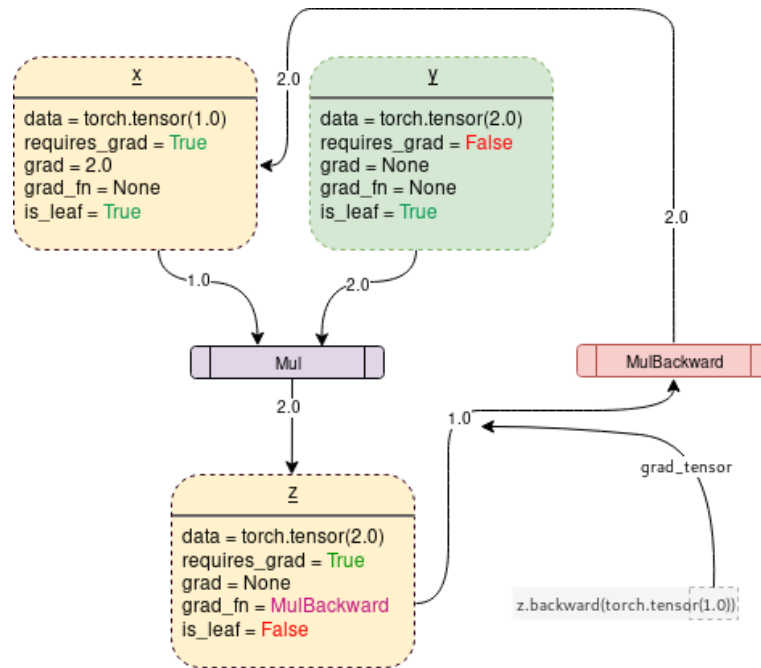 2.0
x
data = torch.tensor(1.0)
requires_grad = True
grad = 2.0
grad_fn = None
is_leaf = True
y
data = torch.tensor(2.0)
requires_grad = False
grad = None
grad_fn = None
is_leaf = True
2.0
1.0
2.0
Mul
MulBackward
2.0
1.0
grad_tensor
z
data = torch.tensor(2.0)
requires_grad = True
grad = None
grad_fn = MulBackward
is_leaf = False
z.backward(torch.tensor(1.0))